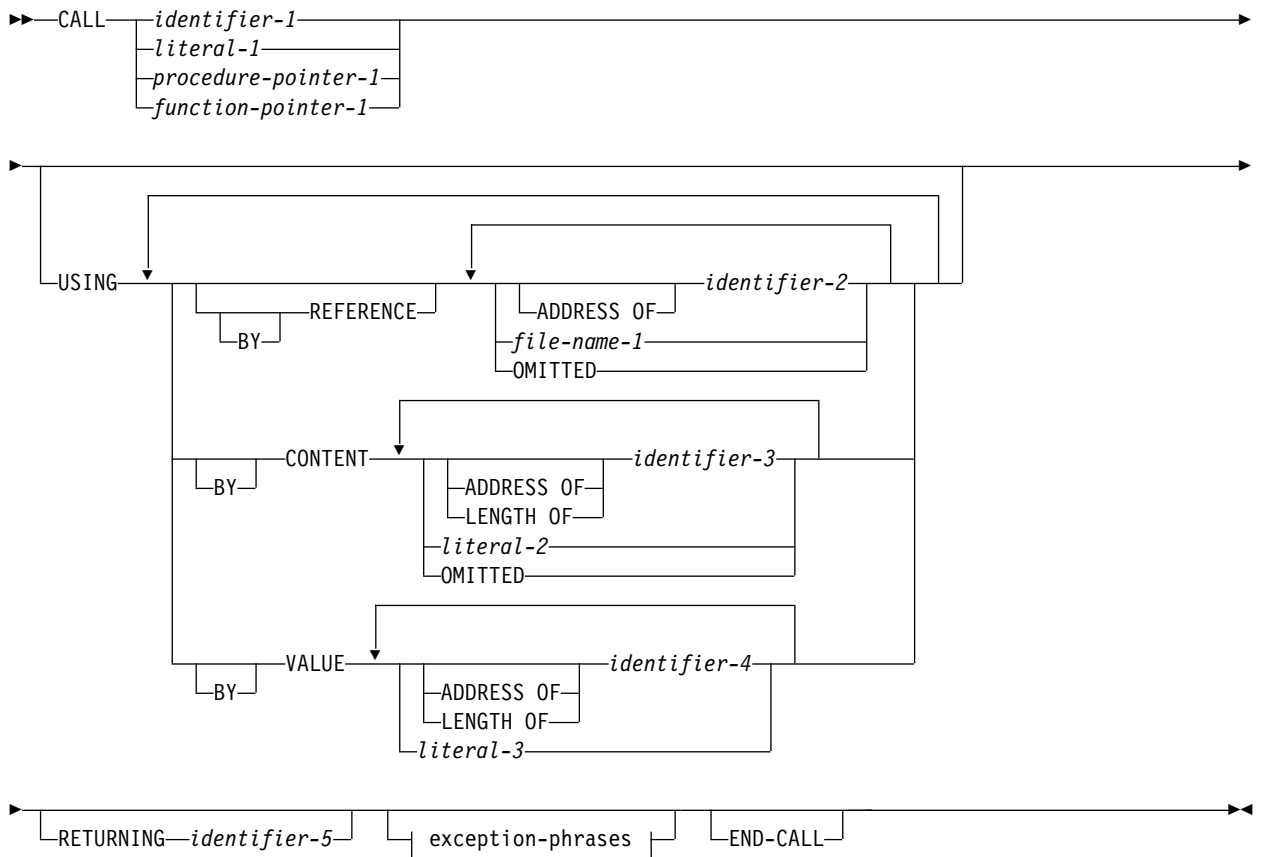 CALL identifier-1
literal-1
procedure-pointer-1
function-pointer-1
USING BY REFERENCE ADDRESS OF identifier-2
file-name-1
OMITTED
BY CONTENT ADDRESS OF identifier-3
LENGTH OF
literal-2
OMITTED
BY VALUE ADDRESS OF identifier-4
LENGTH OF
literal-3
RETURNING identifier-5 exception-phrases END-CALL